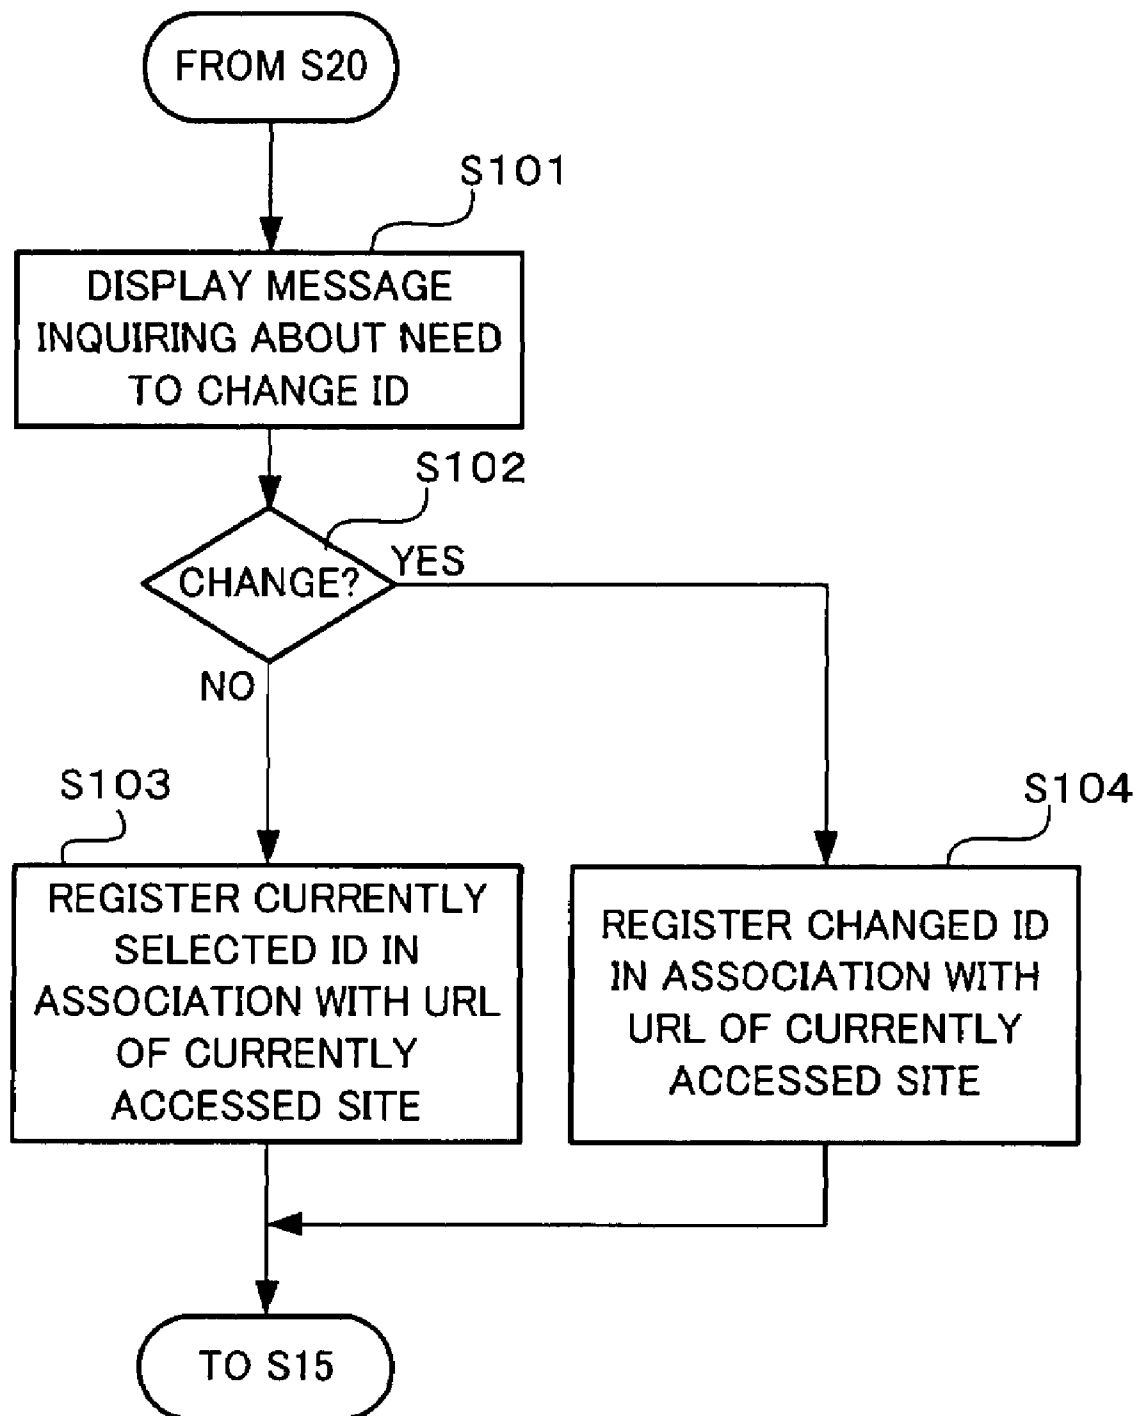 FROM S20
S101
DISPLAY MESSAGE
INQUIRING ABOUT NEED
TO CHANGE ID
S102
CHANGE?
YES
NO
S103
REGISTER CURRENTLY
SELECTED ID IN
ASSOCIATION WITH URL
OF CURRENTLY
ACCESSED SITE
S104
REGISTER CHANGED ID
IN ASSOCIATION WITH
URL OF CURRENTLY
ACCESSED SITE
TO S15